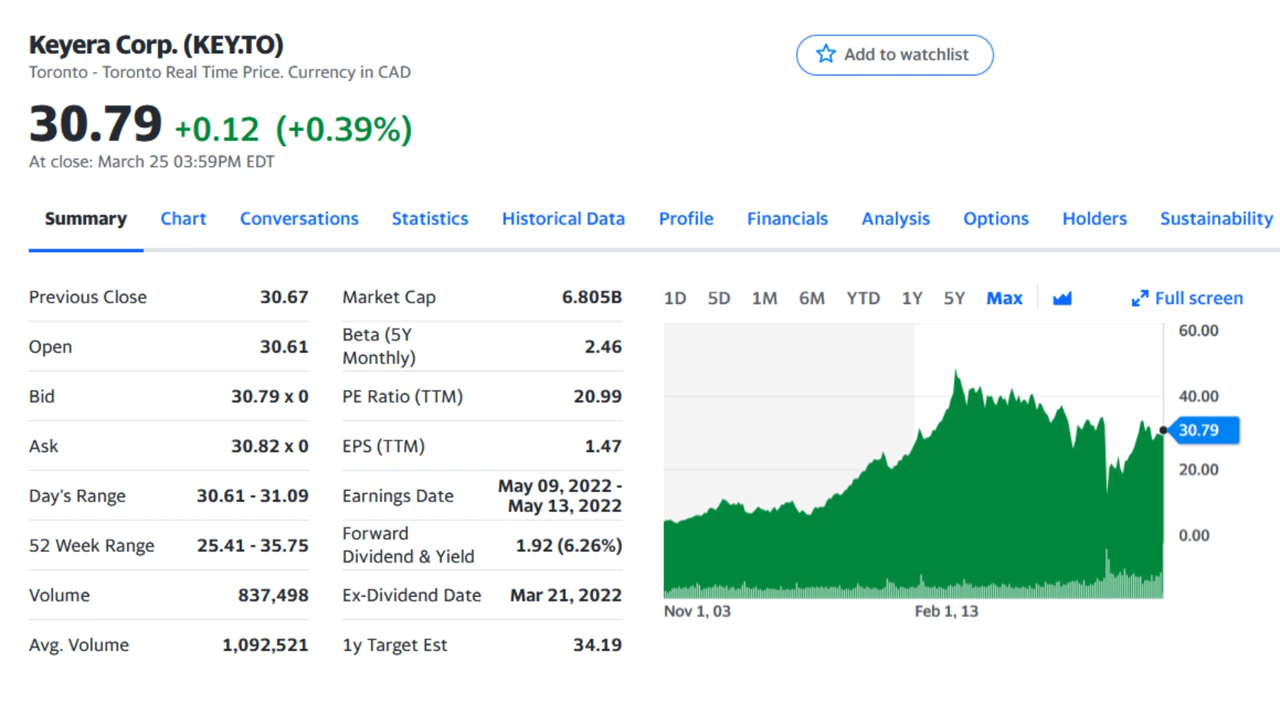 Keyera Corp. (KEY.TO)
Toronto - Toronto Real Time Price. Currency in CAD
Add to watchlist
30.79 +0.12 (+0.39%)
At close: March 25 03:59PM EDT
Summary Chart Conversations Statistics Historical Data Profile Financials Analysis Options Holders Sustainability
Previous Close 30.67
Open 30.61
Bid 30.79 x 0
Ask 30.82 x 0
Day's Range 30.61 - 31.09
52 Week Range 25.41 - 35.75
Volume 837,498
Avg. Volume 1,092,521
Market Cap 6.805B
Beta (5Y
Monthly) 2.46
PE Ratio (TTM) 20.99
EPS (TTM) 1.47
Earnings Date May 09, 2022 -
May 13, 2022
Forward
Dividend & Yield 1.92 (6.26%)
Ex-Dividend Date Mar 21, 2022
1y Target Est 34.19
1D 5D 1M 6M YTD 1Y 5Y Max Full screen
60.00
40.00
30.79
20.00
0.00
Nov 1, 03 Feb 1, 13